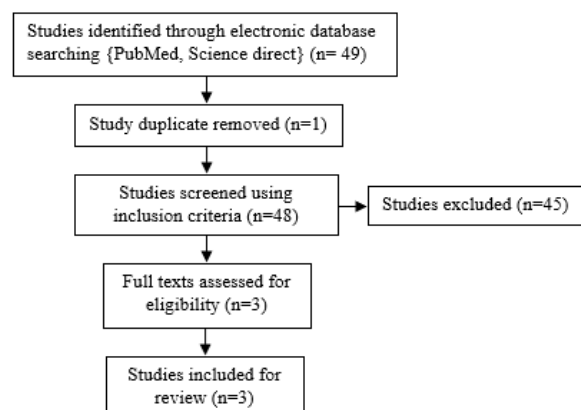 Studies identified through electronic database
searching {PubMed, Science direct} (n= 49)
Study duplicate removed (n=1)
Studies screened using
inclusion criteria (n=48)
Studies excluded (n=45)
Full texts assessed for
eligibility (n=3)
Studies included for
review (n=3)